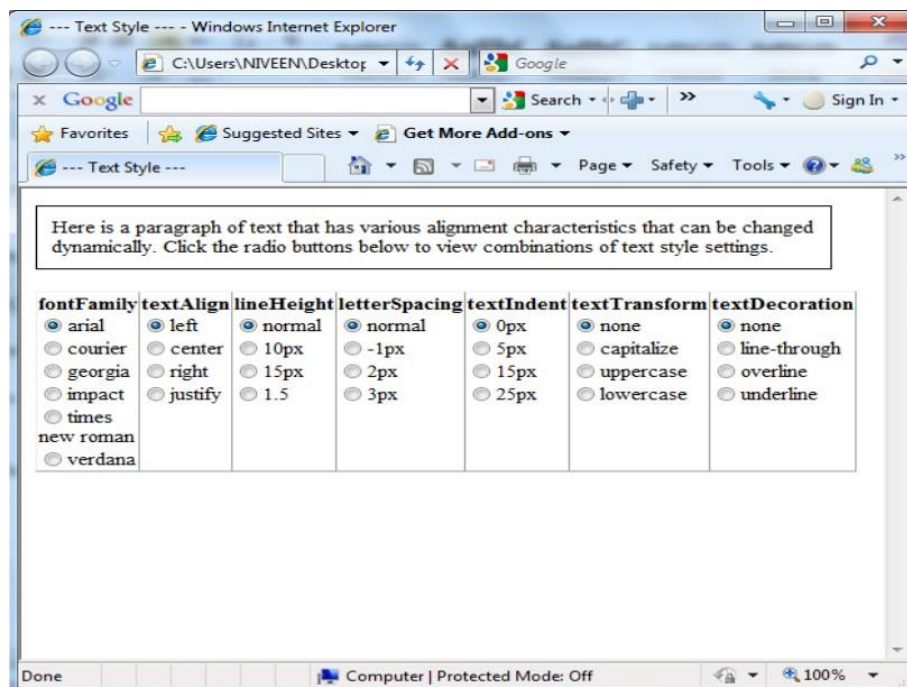 --- Text Style --- - Windows Internet Explorer
C:\Users\NIVEEN\Desktop
Google
x Google Search Sign In
Favorites Suggested Sites Get More Add-ons
--- Text Style --- Page Safety Tools
Here is a paragraph of text that has various alignment characteristics that can be changed
dynamically. Click the radio buttons below to view combinations of text style settings.
fontFamily textAlign lineHeight letterSpacing textIndent textTransform textDecoration
arial left normal normal 0px none none
courier center 10px -1px 5px capitalize line-through
georgia right 15px 2px 15px uppercase overline
impact justify 1.5 3px 25px lowercase underline
times
new roman
verdana
Done Computer | Protected Mode: Off 100%